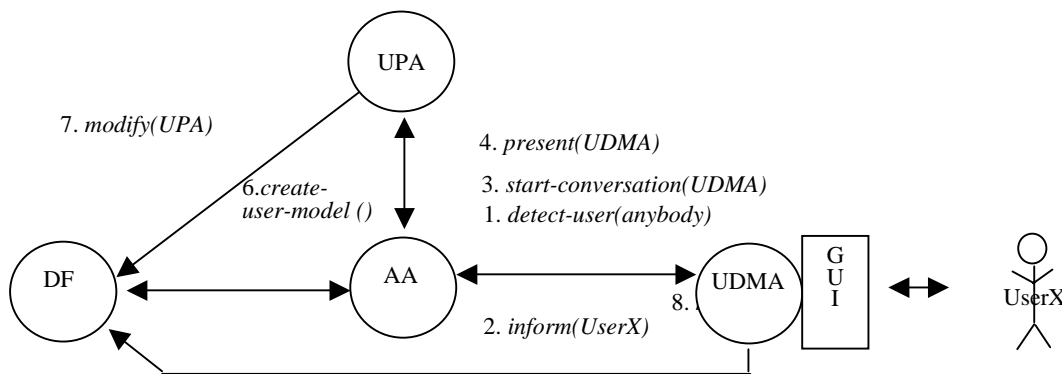 UPA
7. modify(UPA)
4. present(UDMA)
6.create-
user-model ()
3. start-conversation(UDMA)
1. detect-user(anybody)
DF
AA
UDMA
G
U
I
UserX
8.
2. inform(UserX)